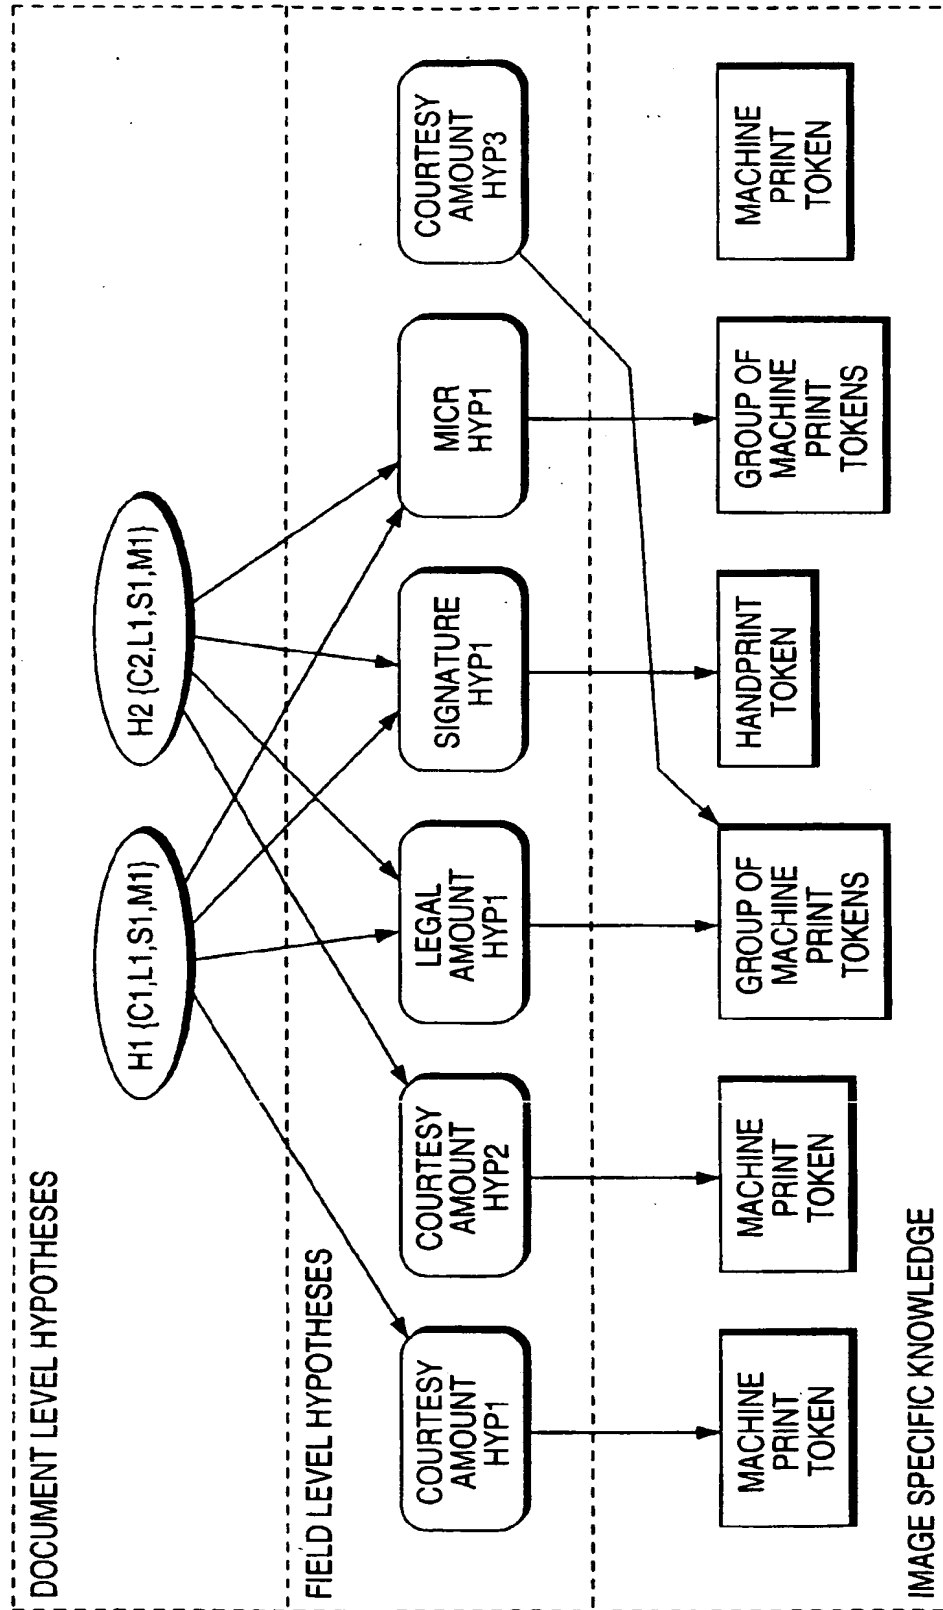 DOCUMENT LEVEL HYPOTHESES
H1 {C1,L1,S1,M1}
H2 {C2,L1,S1,M1}
FIELD LEVEL HYPOTHESES
COURTESY
AMOUNT
HYP1
COURTESY
AMOUNT
HYP2
LEGAL
AMOUNT
HYP1
SIGNATURE
HYP1
MICR
HYP1
COURTESY
AMOUNT
HYP3
MACHINE
PRINT
TOKEN
MACHINE
PRINT
TOKEN
GROUP OF
MACHINE
PRINT
TOKENS
HANDPRINT
TOKEN
GROUP OF
MACHINE
PRINT
TOKENS
MACHINE
PRINT
TOKEN
IMAGE SPECIFIC KNOWLEDGE